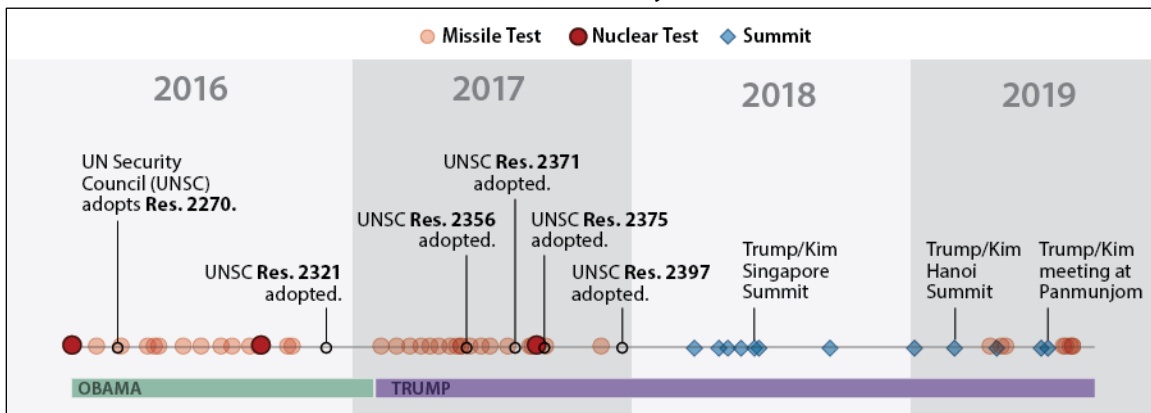 Missile Test Nuclear Test Summit
2016 2017 2018 2019
UN Security
Council (UNSC)
adopts Res. 2270.
UNSC Res. 2321
adopted.
UNSC Res. 2356
adopted.
UNSC Res. 2371
adopted.
UNSC Res. 2375
adopted.
UNSC Res. 2397
adopted.
Trump/Kim
Singapore
Summit
Trump/Kim
Hanoi
Summit
Trump/Kim
meeting at
Panmunjom
OBAMA TRUMP